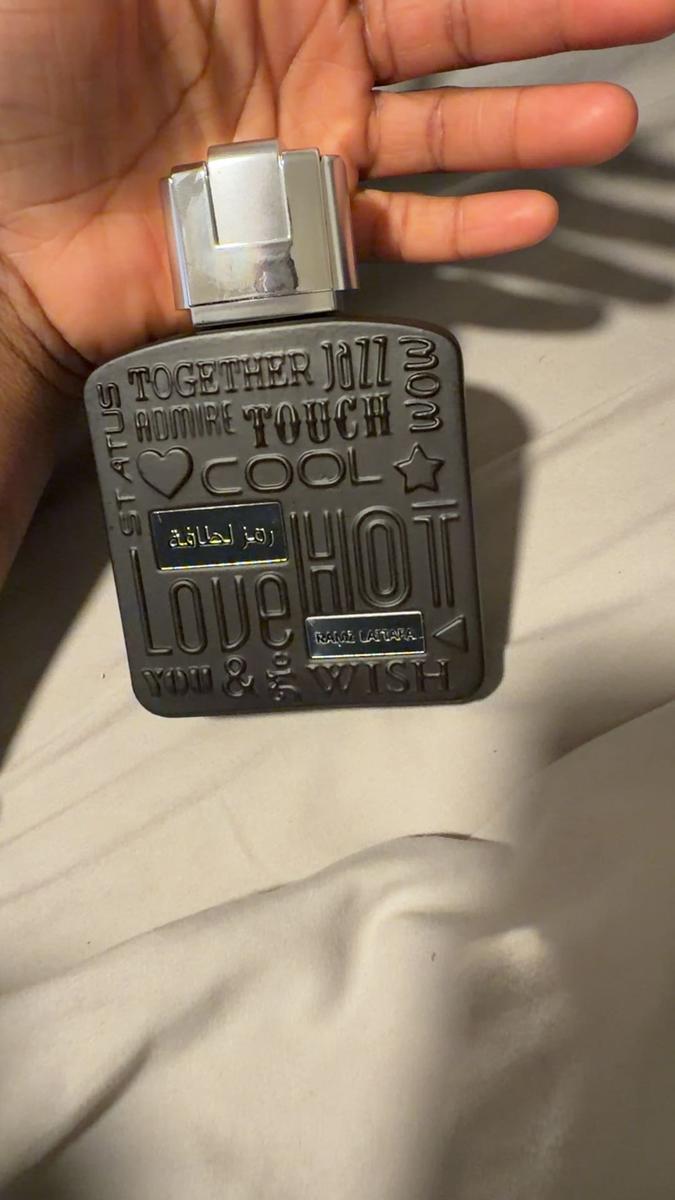 TOGETHER JAZZ
WOW
STATUS
ADMIRE TOUCH
COOL
رمز لطافة
HOT
Love
RAMZ LATTAFA
YOU & me WISH